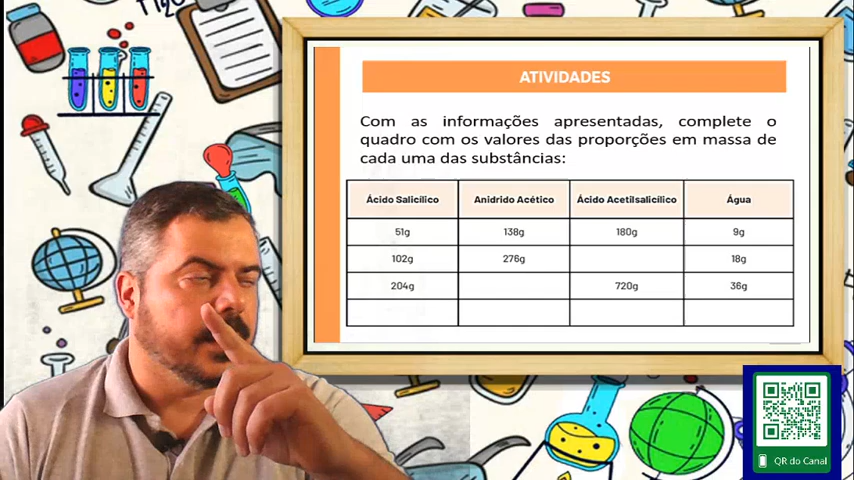 ATIVIDADES
Com as informações apresentadas, complete o
quadro com os valores das proporções em massa de
cada uma das substâncias:
Ácido Salicílico Anidrido Acético Ácido Acetilsalicílico Água
51g 138g 180g 9g
102g 276g 18g
204g 720g 36g
QR do Canal